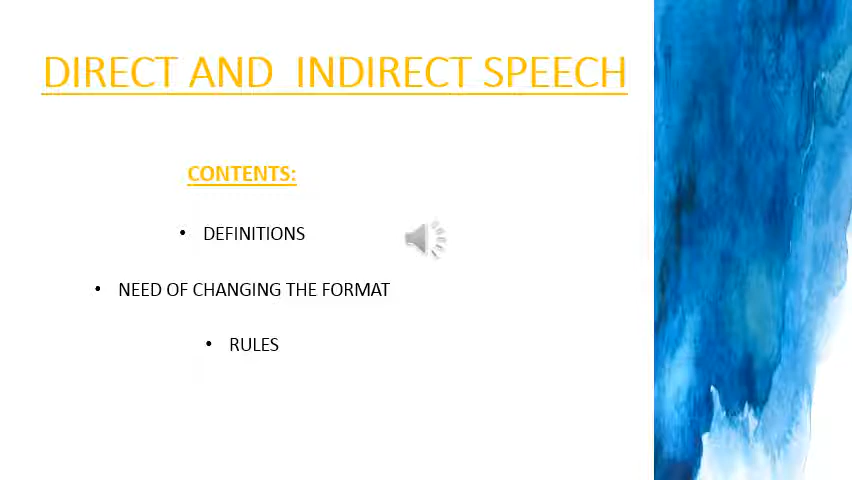 DIRECT AND  INDIRECT SPEECH
CONTENTS:
• DEFINITIONS
• NEED OF CHANGING THE FORMAT
• RULES